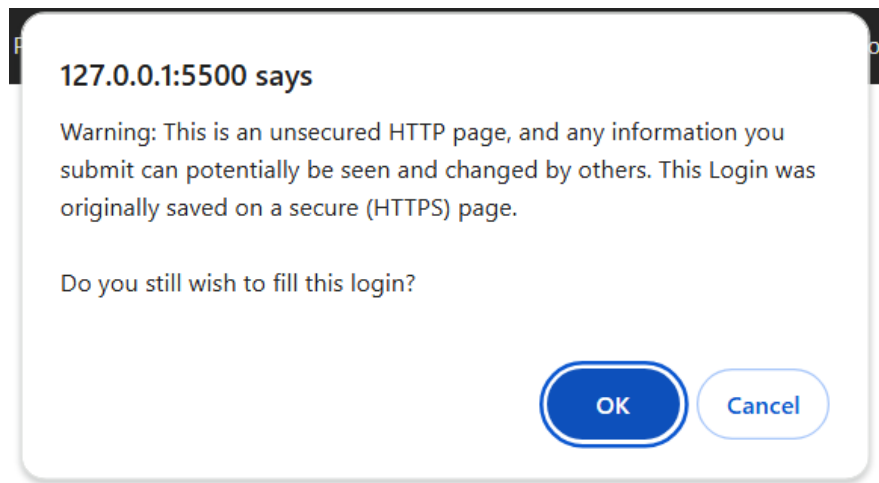 127.0.0.1:5500 says
Warning: This is an unsecured HTTP page, and any information you
submit can potentially be seen and changed by others. This Login was
originally saved on a secure (HTTPS) page.
Do you still wish to fill this login?
OK Cancel